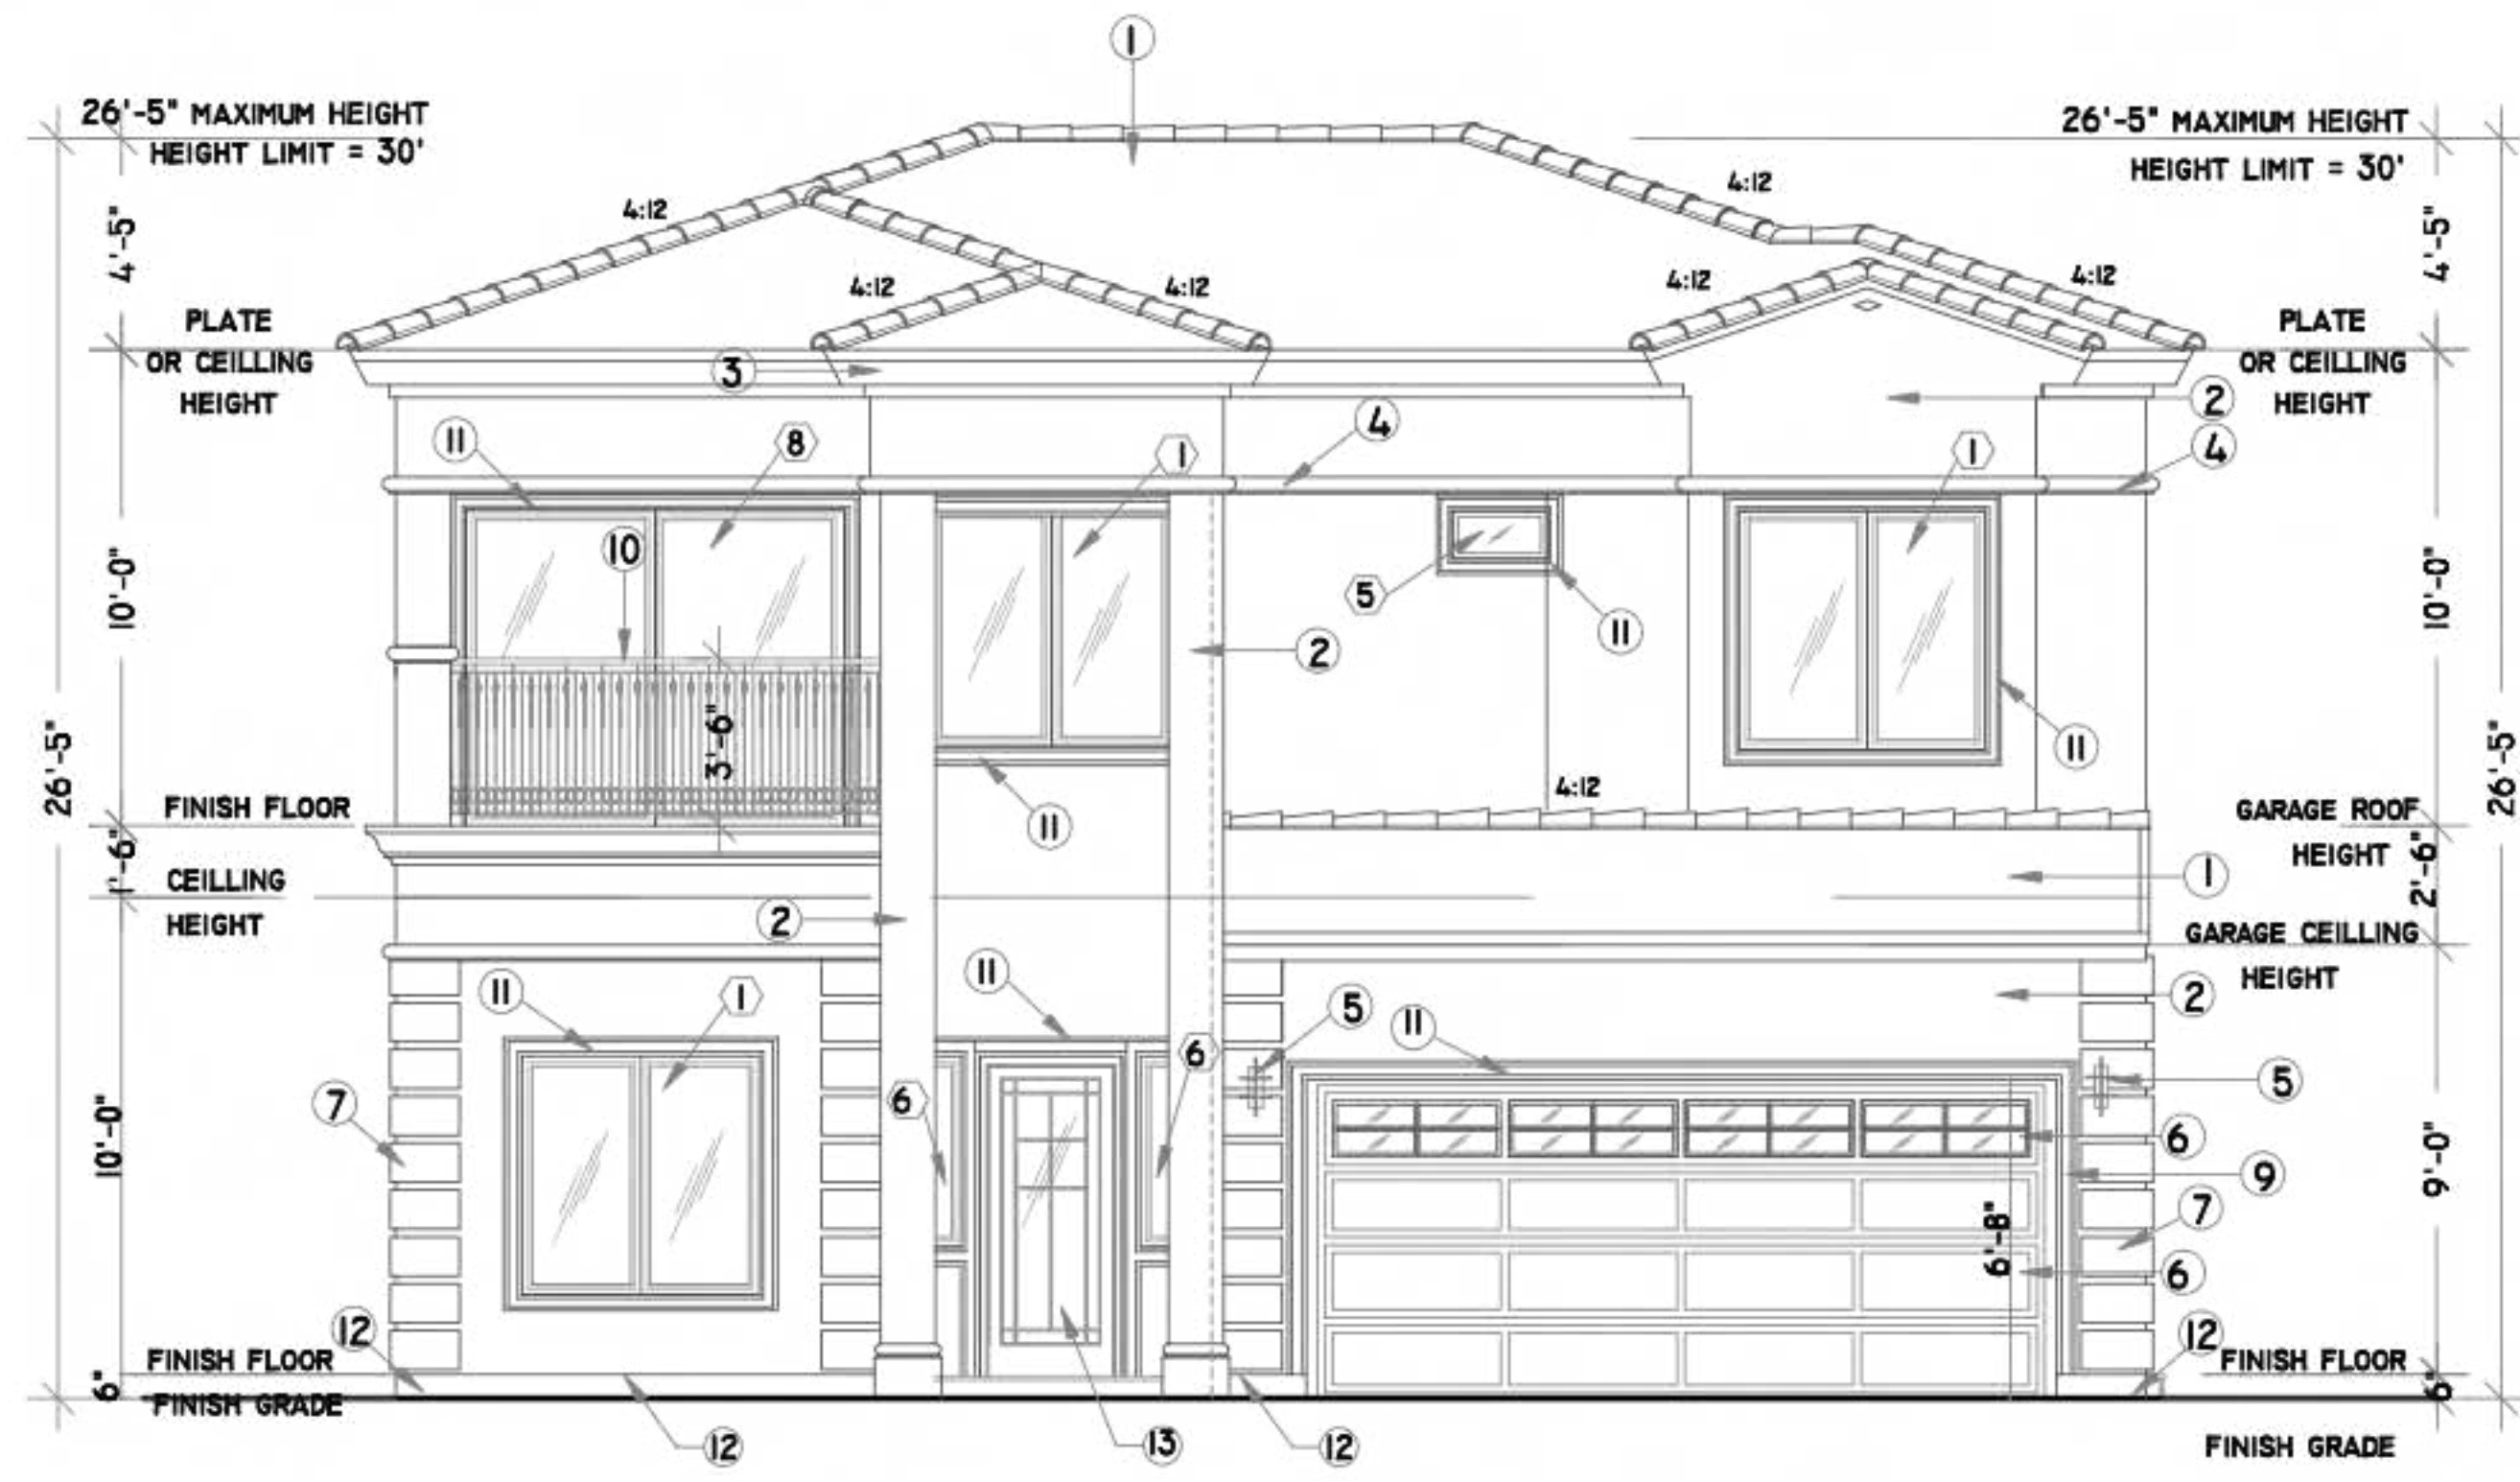 1
26'-5" MAXIMUM HEIGHT
HEIGHT LIMIT = 30'
26'-5" MAXIMUM HEIGHT
HEIGHT LIMIT = 30'
4:12
4:12
4'-5"
4'-5"
4:12
4:12
4:12
4:12
PLATE
OR CEILLING
HEIGHT
PLATE
OR CEILLING
HEIGHT
3
2
4
4
11
8
1
1
10
10'-0"
10'-0"
5
11
2
3'-6"
11
26'-5"
26'-5"
4:12
FINISH FLOOR
11
GARAGE ROOF
HEIGHT
1'-6"
2'-6"
CEILLING
HEIGHT
1
2
GARAGE CEILLING
HEIGHT
11
11
1
5
11
2
6
6
5
7
10'-0"
9'-0"
6
9
7
6'-8"
6
12
12
FINISH FLOOR
FINISH FLOOR
6"
6"
FINISH GRADE
12
13
12
FINISH GRADE